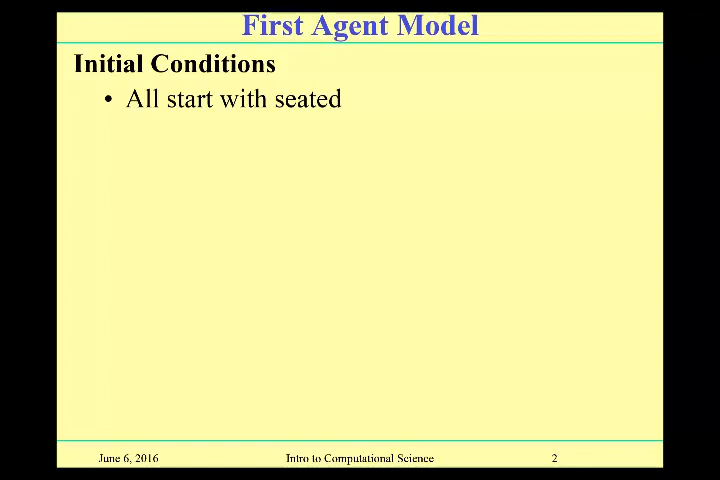 First Agent Model
Initial Conditions
• All start with seated
June 6, 2016
Intro to Computational Science
2